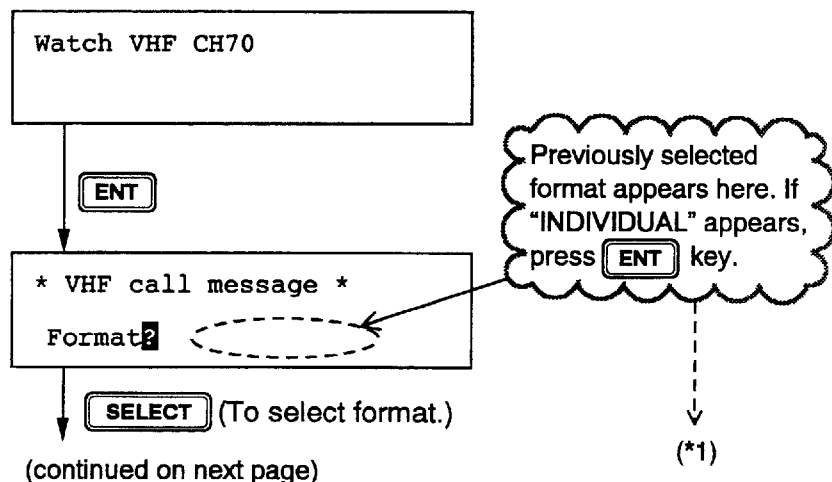 Watch VHF CH70
ENT
Previously selected
format appears here. If
“INDIVIDUAL” appears,
press ENT key.
* VHF call message *
Format?
SELECT (To select format.)
(*1)
(continued on next page)